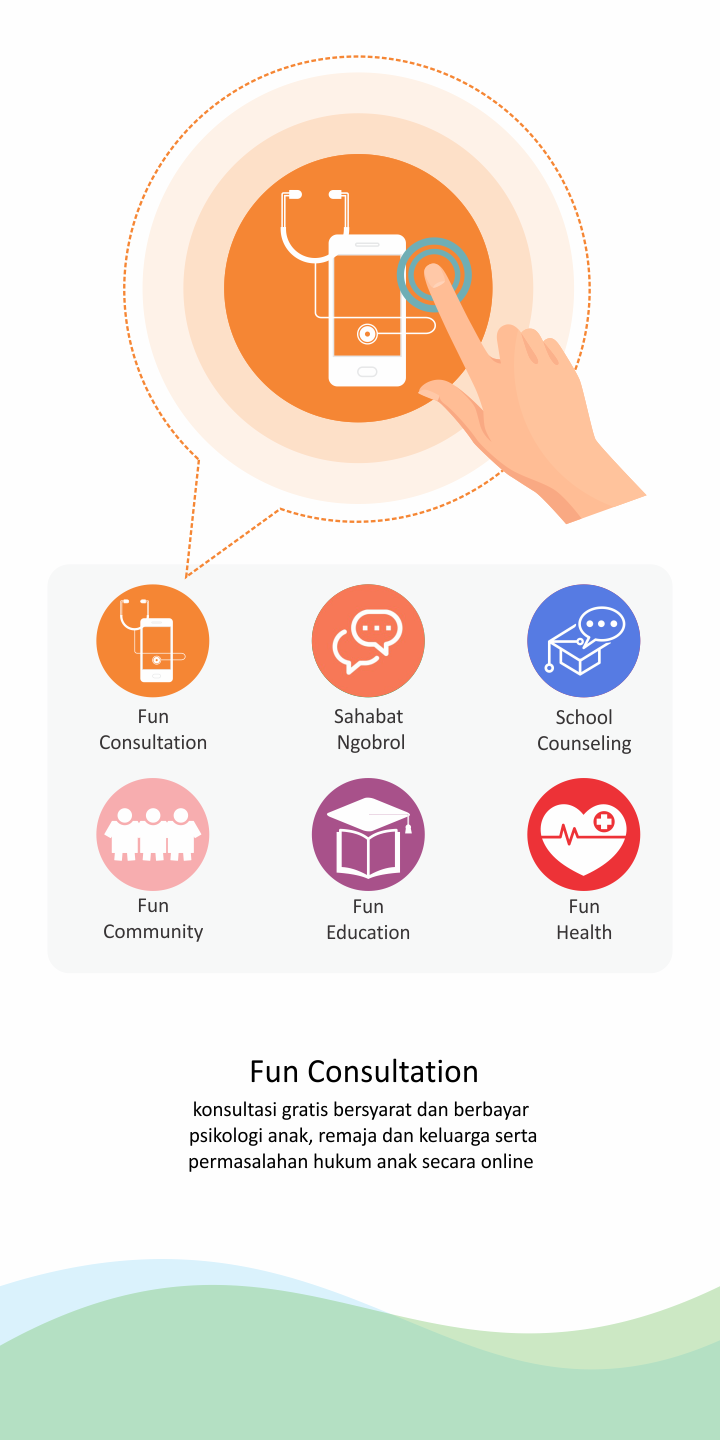 Fun
Consultation
Sahabat
Ngobrol
School
Counseling
Fun
Community
Fun
Education
Fun
Health
Fun Consultation
konsultasi gratis bersyarat dan berbayar
psikologi anak, remaja dan keluarga serta
permasalahan hukum anak secara online